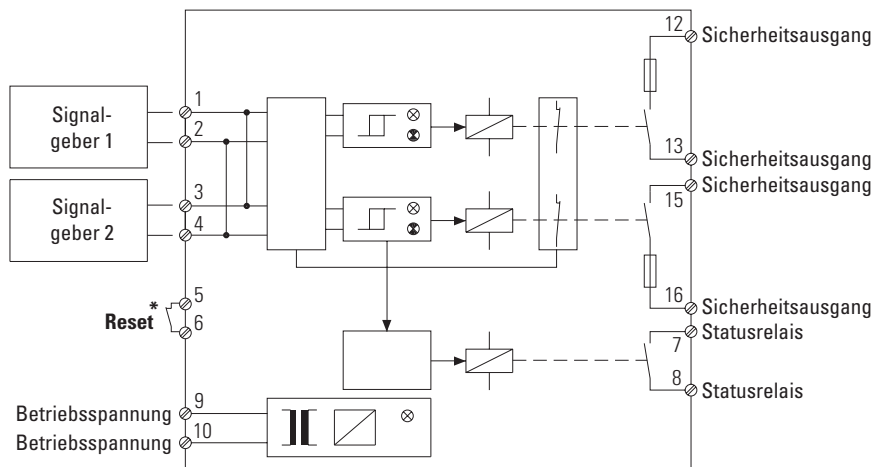 12
Sicherheitsausgang
Signal-
geber 1
1
2
13
Sicherheitsausgang
Sicherheitsausgang
15
Signal-
geber 2
3
4
16
Sicherheitsausgang
Reset*
5
6
Statusrelais
7
8
Statusrelais
Betriebsspannung
9
Betriebsspannung
10